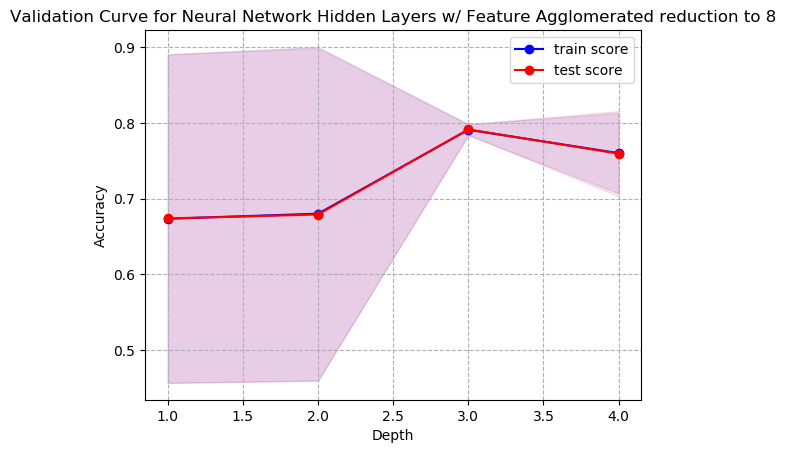 Validation Curve for Neural Network Hidden Layers w/ Feature Agglomerated reduction to 8
train score
test score
0.9
0.8
0.7
0.6
0.5
Accuracy
1.0 1.5 2.0 2.5 3.0 3.5 4.0
Depth